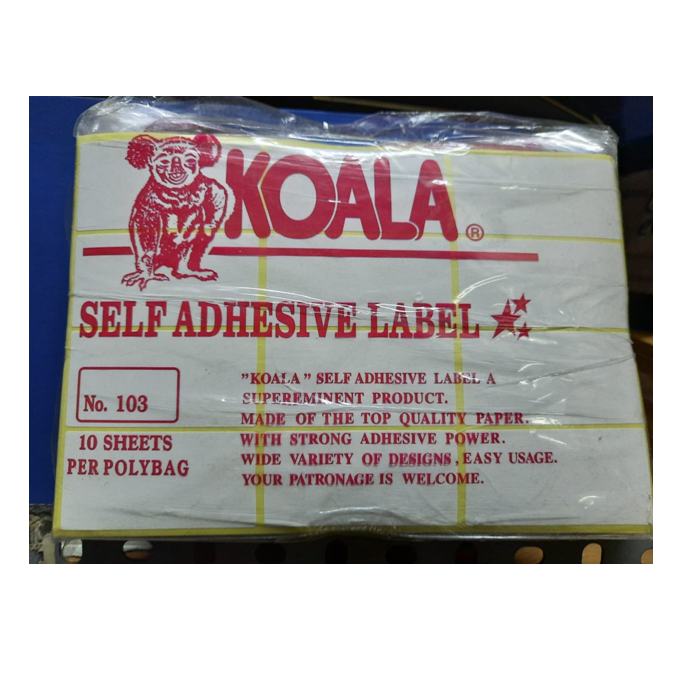 KOALA ®
SELF ADHESIVE LABEL
No. 103
10 SHEETS
PER POLYBAG
"KOALA" SELF ADHESIVE LABEL A
SUPEREMINENT PRODUCT.
MADE OF THE TOP QUALITY PAPER.
WITH STRONG ADHESIVE POWER.
WIDE VARIETY OF DESIGNS, EASY USAGE.
YOUR PATRONAGE IS WELCOME.